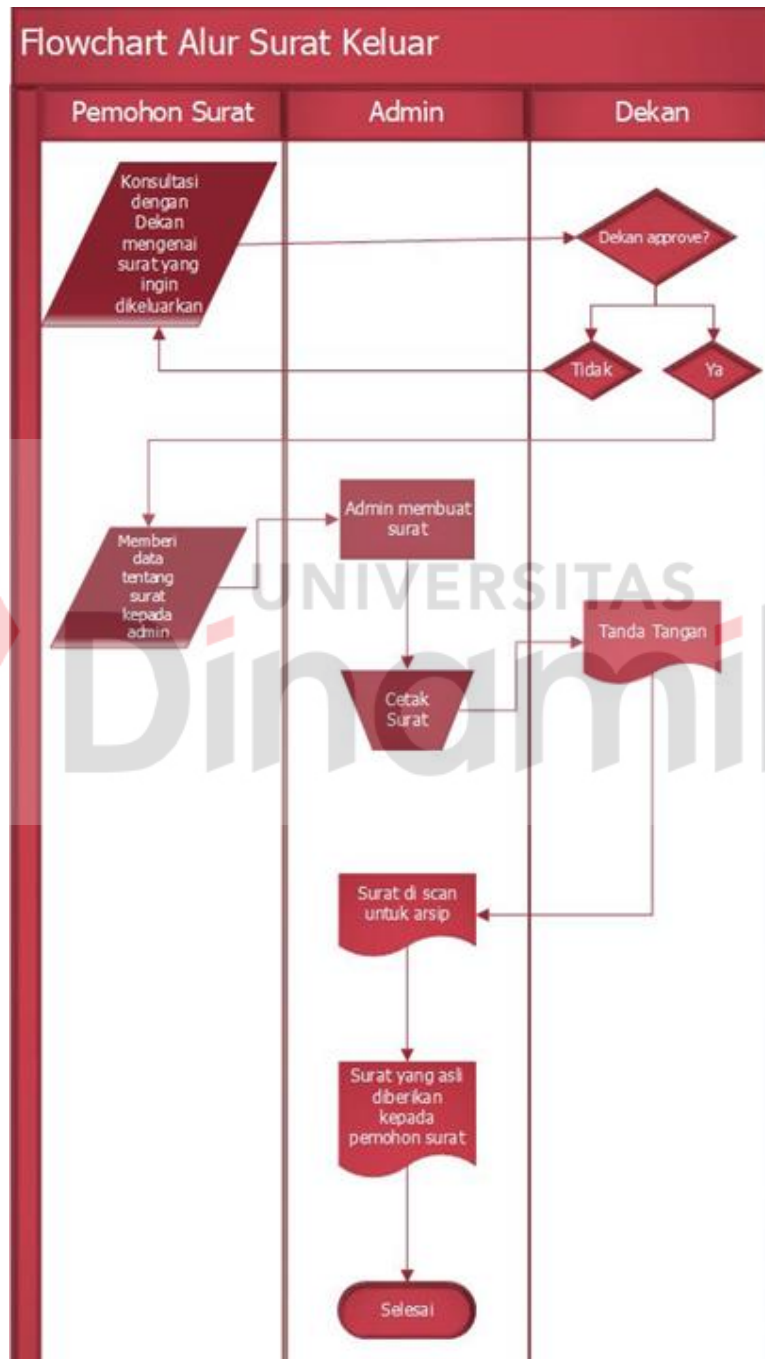 Flowchart Alur Surat Keluar
Pemohon Surat
Admin
Dekan
Konsultasi
dengan
Dekan
mengenai
surat yang
ingin
dikeluarkan
Dekan approve?
Tidak
Ya
Memberi
data
tentang
surat
kepada
admin
Admin membuat
surat
UNIVERSITAS
Dinami
Cetak
Surat
Tanda Tangan
Surat di scan
untuk arsip
Surat yang asli
diberikan
kepada
pemohon surat
Selesai